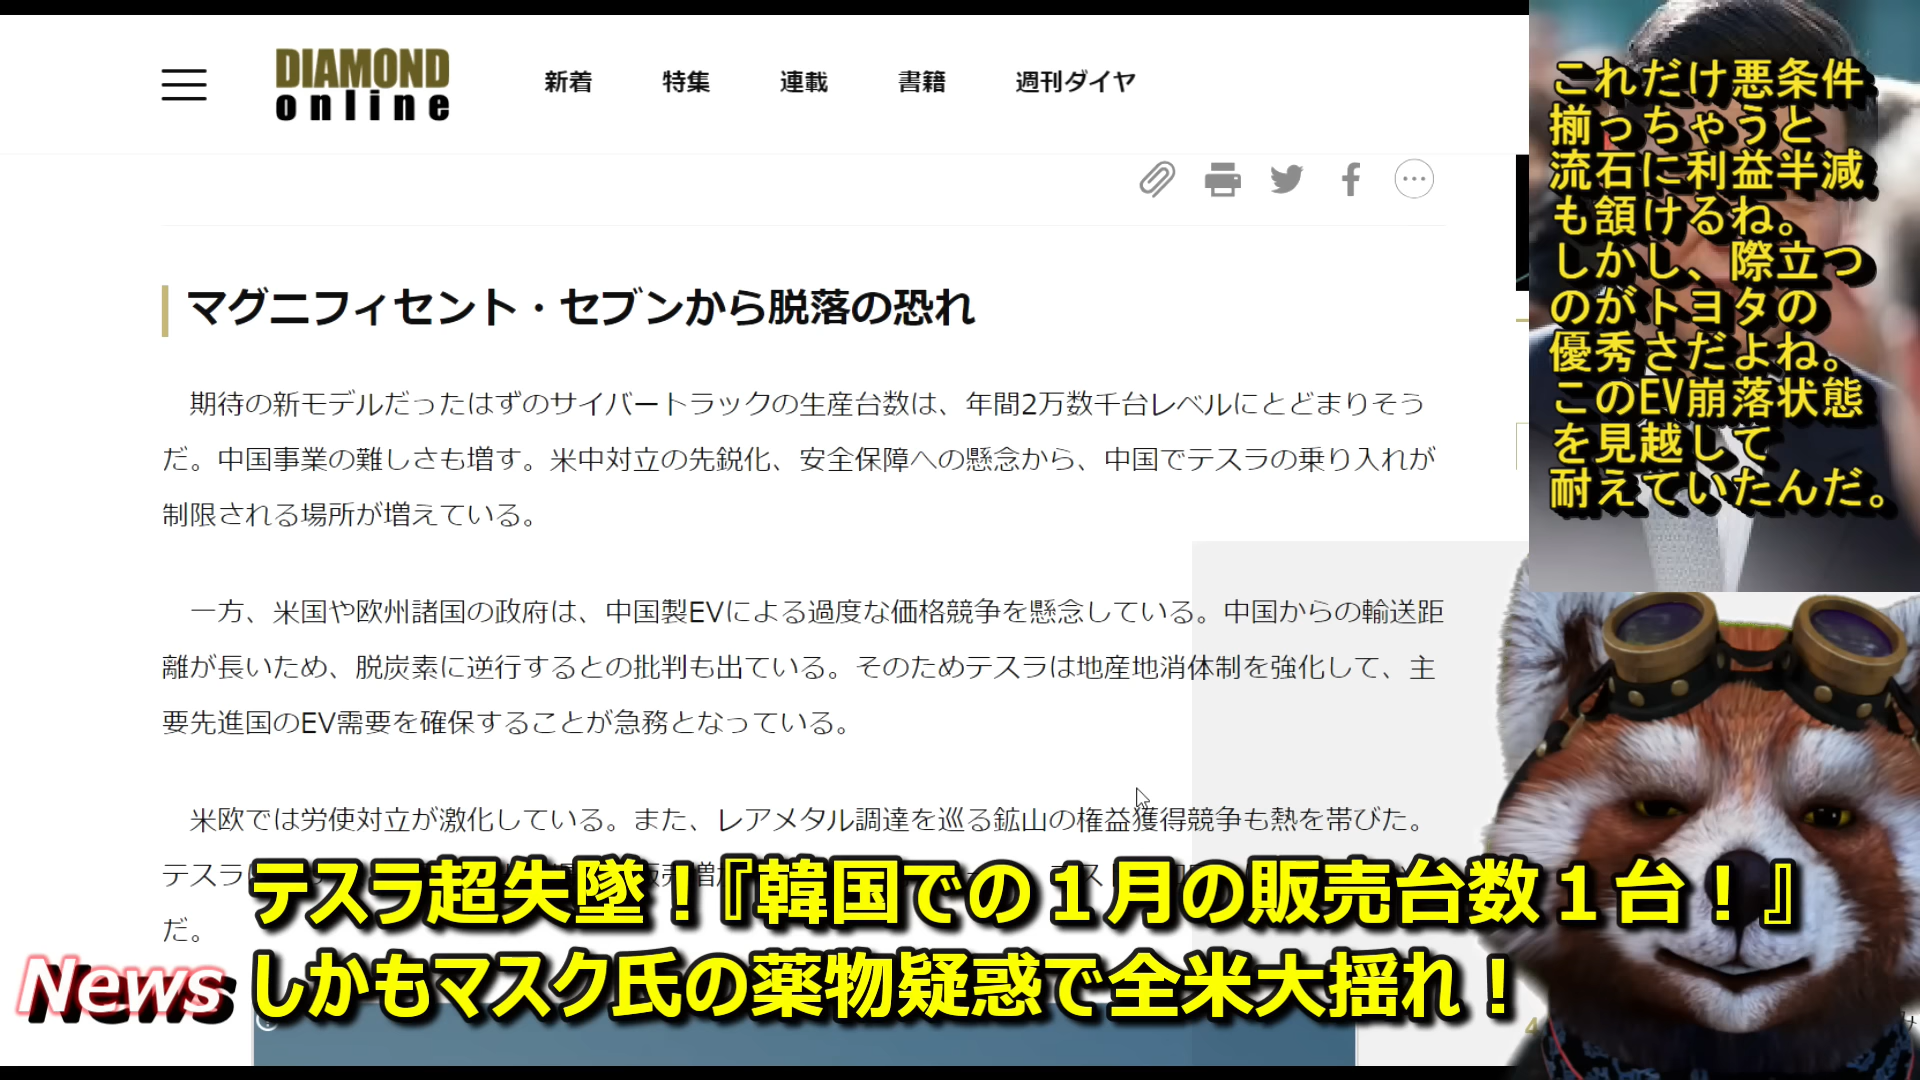 DIAMOND
online
新着
特集
連載
書籍
週刊ダイヤ
マグニフィセント・セブンから脱落の恐れ
期待の新モデルだったはずのサイバートラックの生産台数は、年間2万数千台レベルにとどまりそう
だ。中国事業の難しさも増す。米中対立の先鋭化、安全保障への懸念から、中国でテスラの乗り入れが
制限される場所が増えている。
一方、米国や欧州諸国の政府は、中国製EVによる過度な価格競争を懸念している。中国からの輸送距
離が長いため、脱炭素に逆行するとの批判も出ている。そのためテスラは地産地消体制を強化して、主
要先進国のEV需要を確保することが急務となっている。
米欧では労使対立が激化している。また、レアメタル調達を巡る鉱山の権益獲得競争も熱を帯びた。
テスラ
だ。
これだけ悪条件
揃っちゃうと
流石に利益半減
も頷けるね。
しかし、際立つ
のがトヨタの
優秀さだよね。
このEV崩落状態
を見越して
耐えていたんだ。
テスラ超失墜！『韓国での１月の販売台数１台！』
News
しかもマスク氏の薬物疑惑で全米大揺れ！